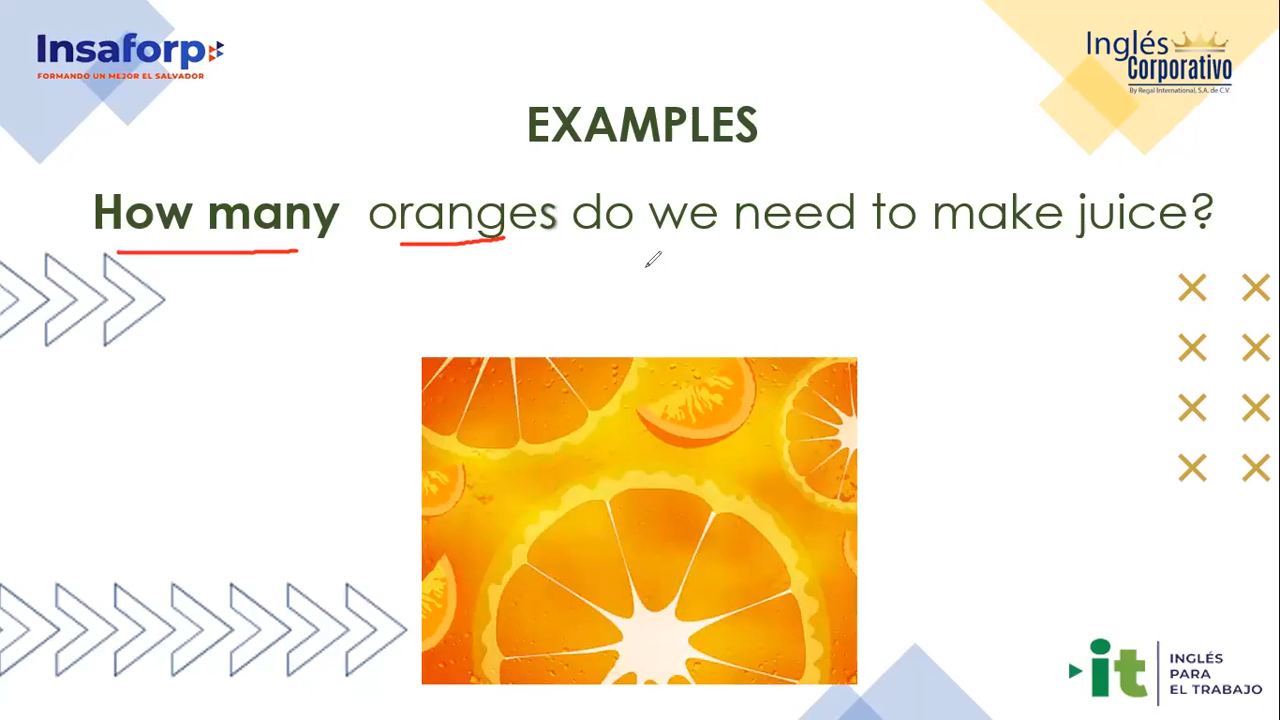 Insaforp
FORMANDO UN MEJOR EL SALVADOR
Inglés
Corporativo
By Regal International, S.A. de C.V.
EXAMPLES
How many oranges do we need to make juice?
it
INGLÉS
PARA
EL TRABAJO